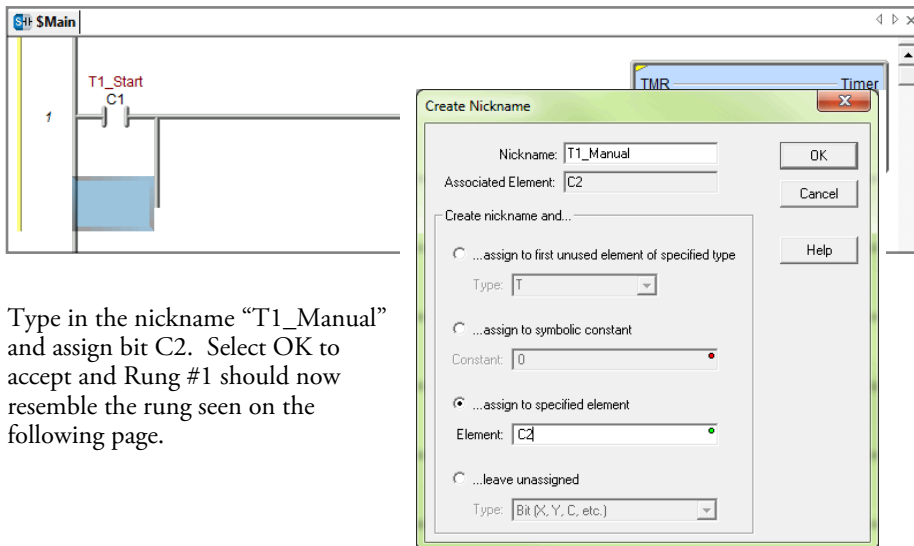 $Main
T1_Start
C1
1
TMR Timer
Create Nickname
Nickname: T1_Manual
OK
Associated Element: C2
Cancel
Create nickname and...
Help
...assign to first unused element of specified type
Type: T
...assign to symbolic constant
Constant: 0
...assign to specified element
Element: C2
...leave unassigned
Type: Bit (X, Y, C, etc.)
Type in the nickname “T1_Manual”
and assign bit C2. Select OK to
accept and Rung #1 should now
resemble the rung seen on the
following page.